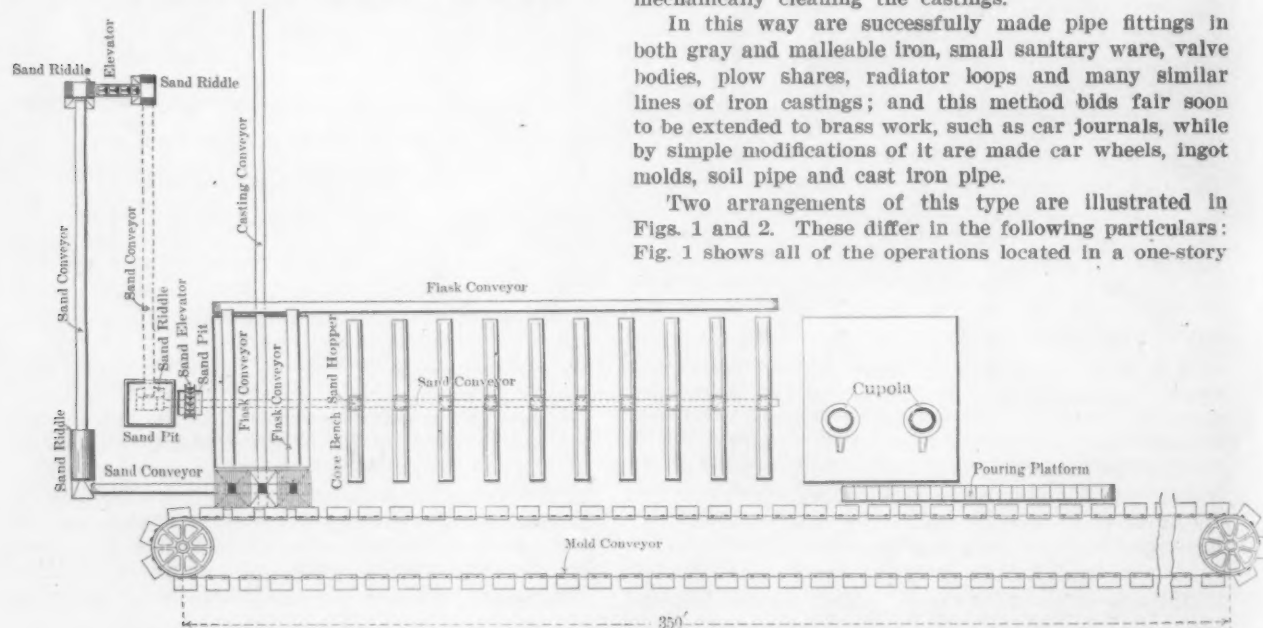 mechanically cleaning the castings.
In this way are successfully made pipe fittings in
both gray and malleable iron, small sanitary ware, valve
bodies, plow shares, radiator loops and many similar
lines of iron castings; and this method bids fair soon
to be extended to brass work, such as car journals, while
by simple modifications of it are made car wheels, ingot
molds, soil pipe and cast iron pipe.
Two arrangements of this type are illustrated in
Figs. 1 and 2. These differ in the following particulars:
Fig. 1 shows all of the operations located in a one-story
Sand Riddle
Elevator
Sand Riddle
Casting Conveyor
Sand Conveyor
Sand Conveyor
Sand Riddle
Sand Elevator
Sand Pit
Flask Conveyor
Flask Conveyor
Flask Conveyor
Core Bench Sand Hopper
Sand Conveyor
Cupola
Sand Pit
Sand Riddle
Sand Conveyor
Pouring Platform
Mold Conveyor
350'